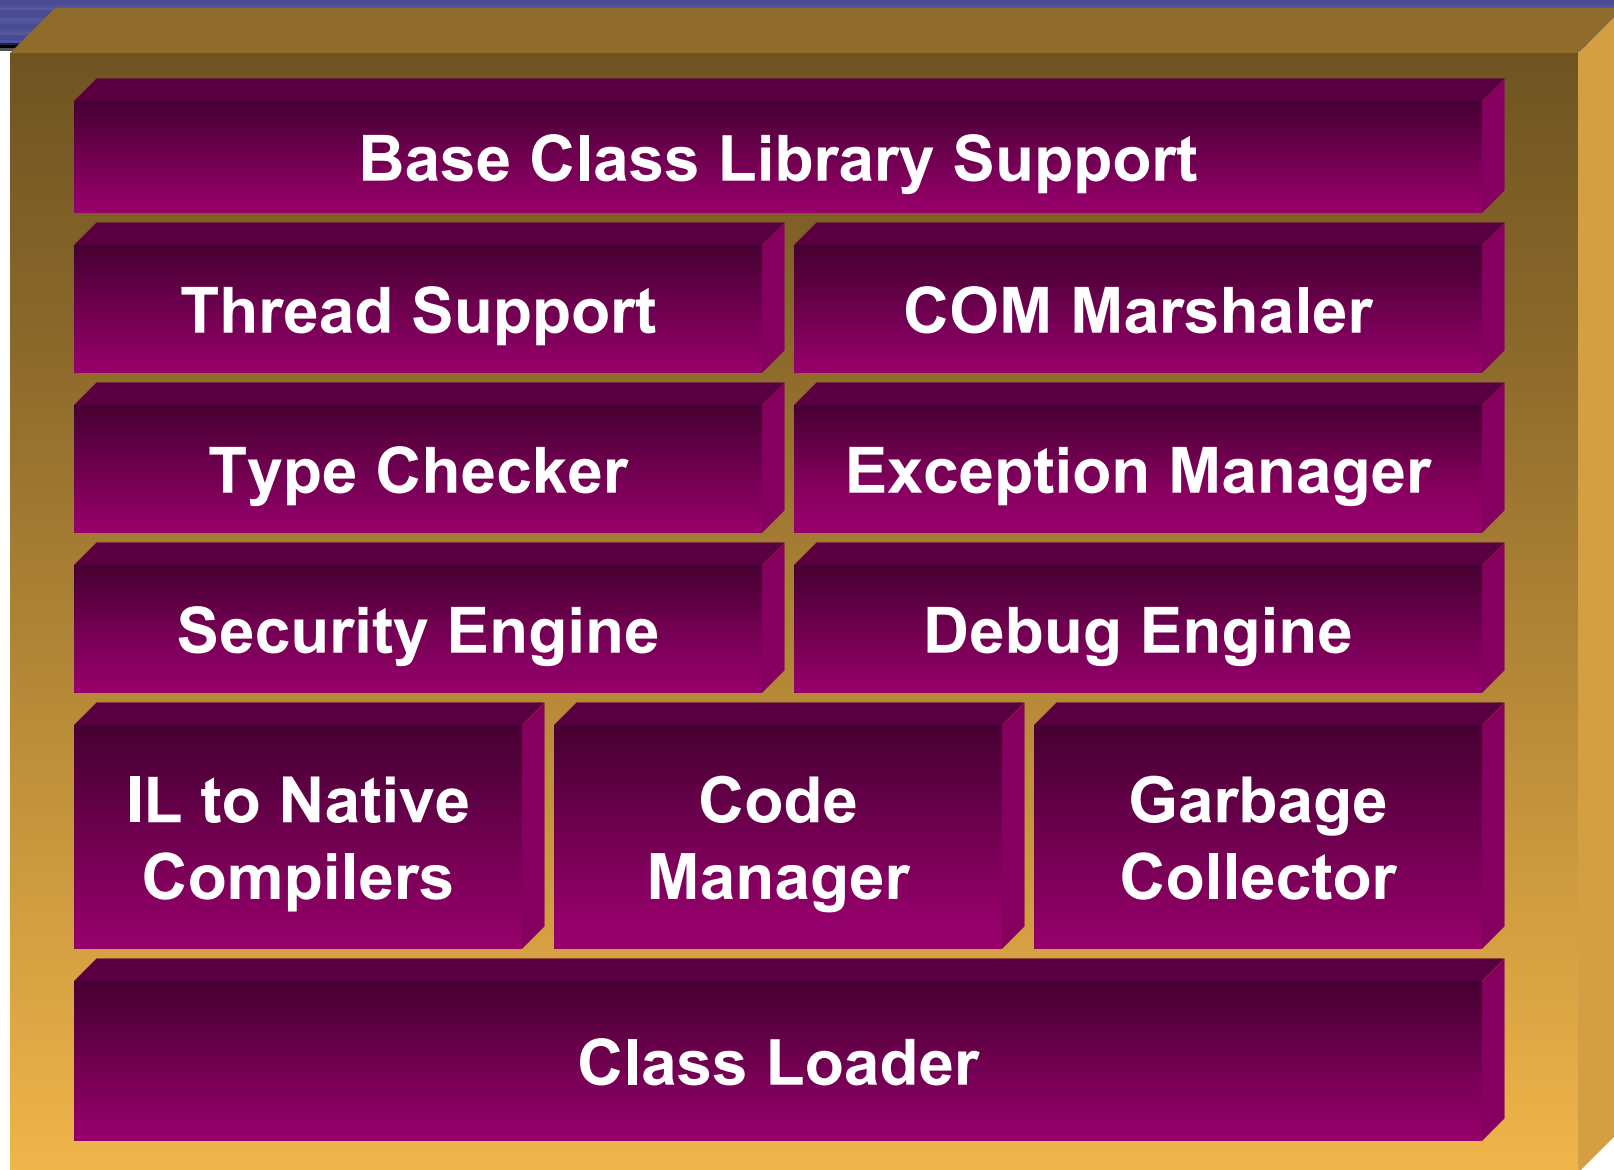 Base Class Library Support
Thread Support
COM Marshaler
Type Checker
Exception Manager
Security Engine
Debug Engine
IL to Native
Compilers
Code
Manager
Garbage
Collector
Class Loader